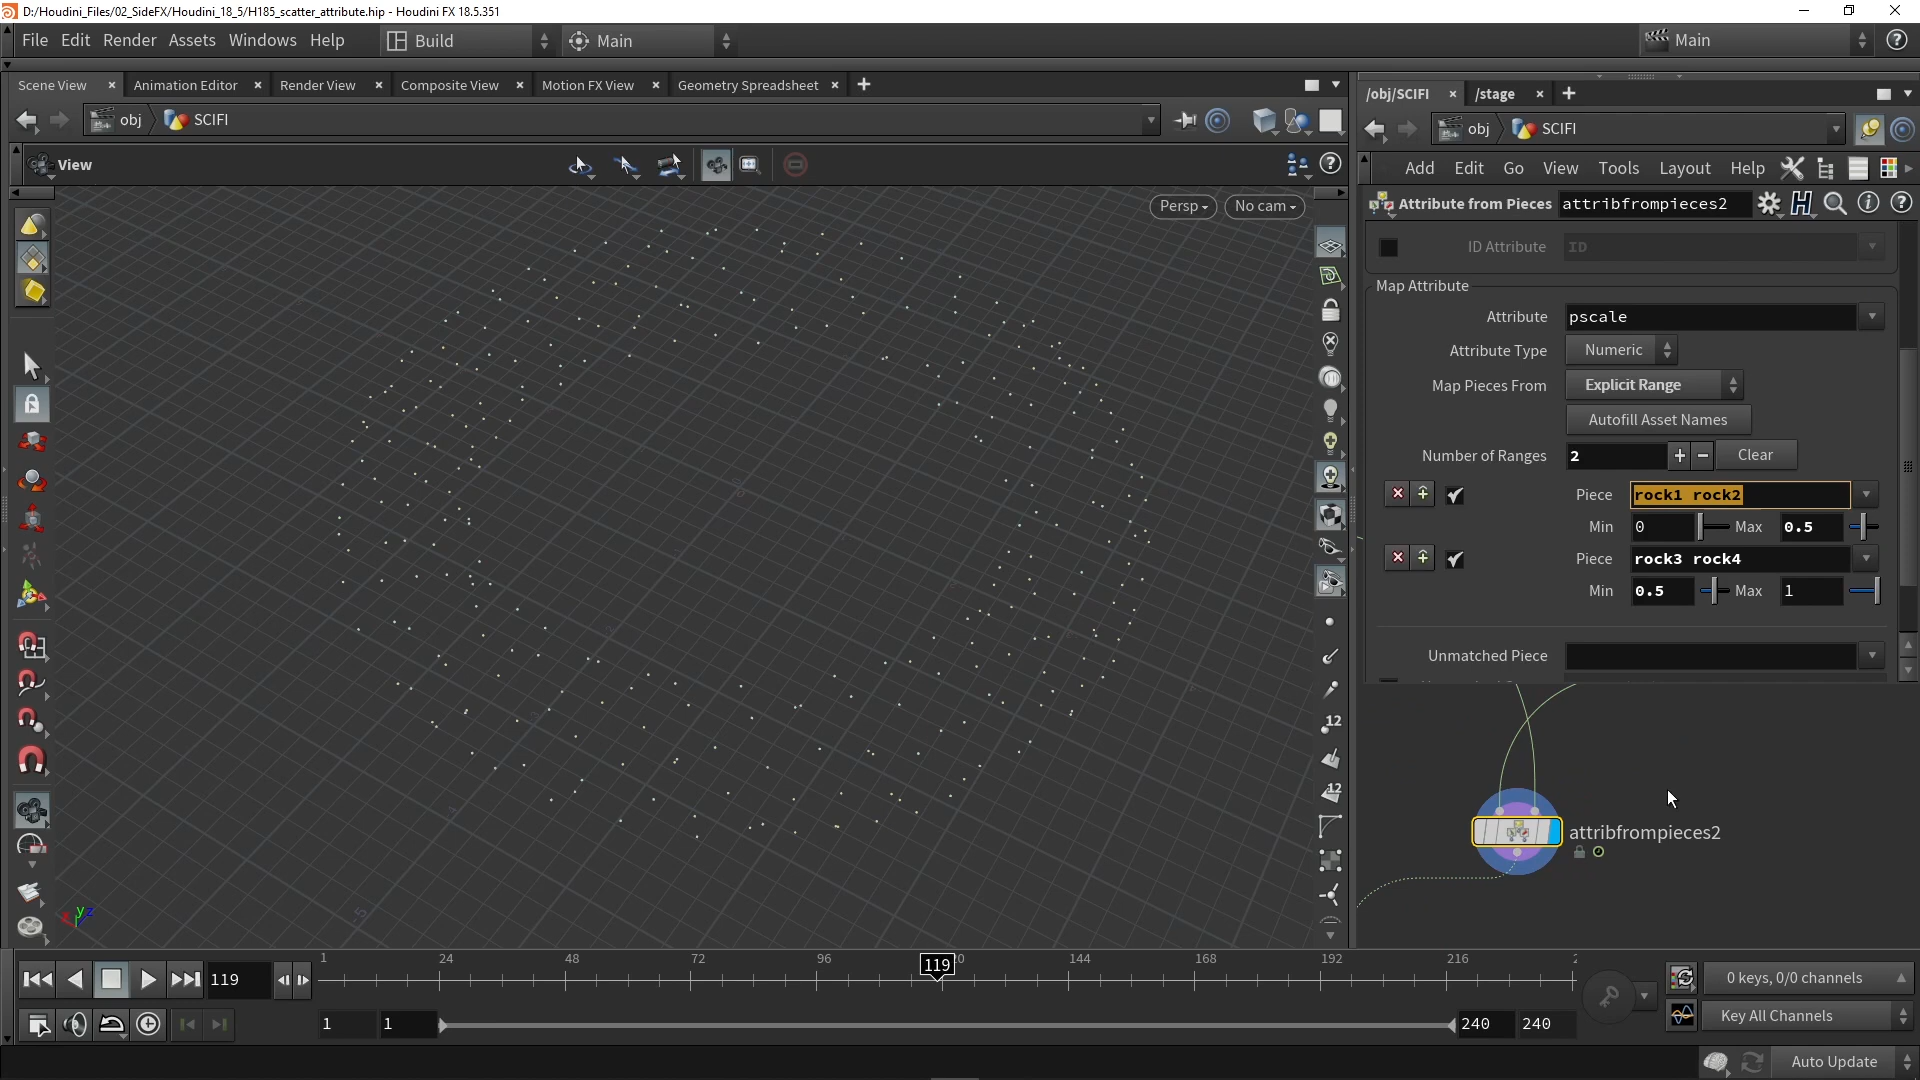 D:/Houdini_Files/02_SideFX/Houdini_18_5/H185_scatter_attribute.hip - Houdini FX 18.5.351
File Edit Render Assets Windows Help Build Main Main
Scene View Animation Editor Render View Composite View Motion FX View Geometry Spreadsheet
/obj/SCIFI /stage
obj SCIFI
obj SCIFI
View
Add Edit Go View Tools Layout Help
Persp No cam
Attribute from Pieces attribfrompieces2
ID Attribute ID
Map Attribute
Attribute pscale
Attribute Type Numeric
Map Pieces From Explicit Range
Autofill Asset Names
Number of Ranges 2 Clear
Piece rock1 rock2
Min 0 Max 0.5
Piece rock3 rock4
Min 0.5 Max 1
Unmatched Piece
12
12
attribfrompieces2
x y z
119
1 24 48 72 96 119 20 144 168 192 216 2
0 keys, 0/0 channels
1 1 240 240
Key All Channels
Auto Update